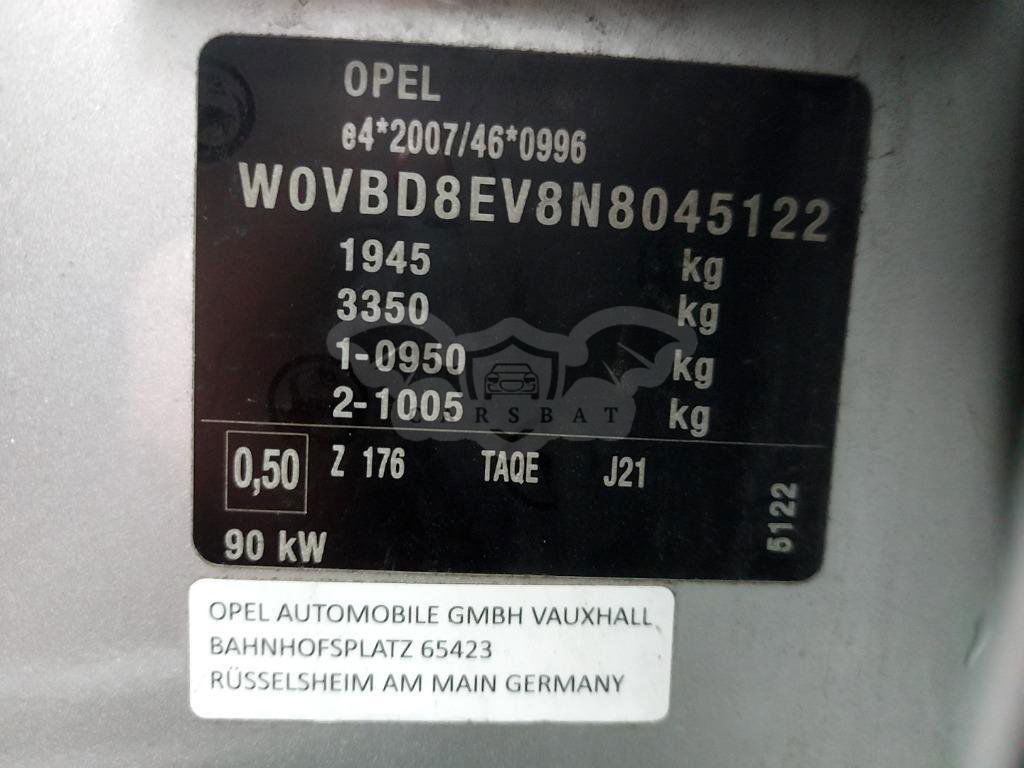 OPEL
e4*2007/46*0996
W0VBD8EV8N8045122
1945 kg
3350 kg
1-0950 kg
2-1005 kg
CARSBAT
0,50 Z 176 TAQE J21
90 kW
5122
OPEL AUTOMOBILE GMBH VAUXHALL
BAHNHOFSPLATZ 65423
RÜSSELSHEIM AM MAIN GERMANY